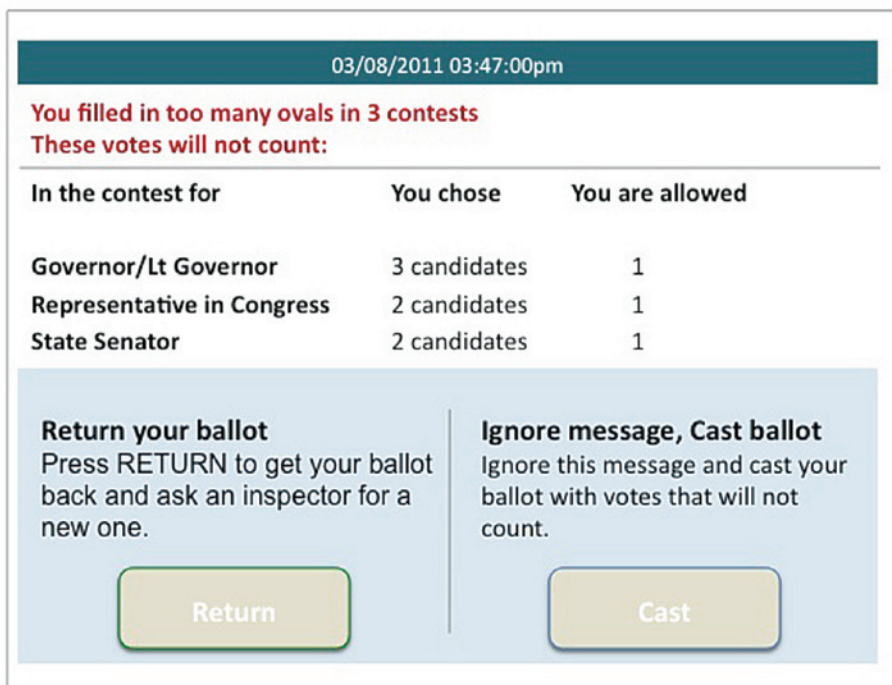 03/08/2011 03:47:00pm
You filled in too many ovals in 3 contests
These votes will not count:
In the contest for You chose You are allowed
Governor/Lt Governor 3 candidates 1
Representative in Congress 2 candidates 1
State Senator 2 candidates 1
Return your ballot
Press RETURN to get your ballot
back and ask an inspector for a
new one.
Return
Ignore message, Cast ballot
Ignore this message and cast your
ballot with votes that will not
count.
Cast